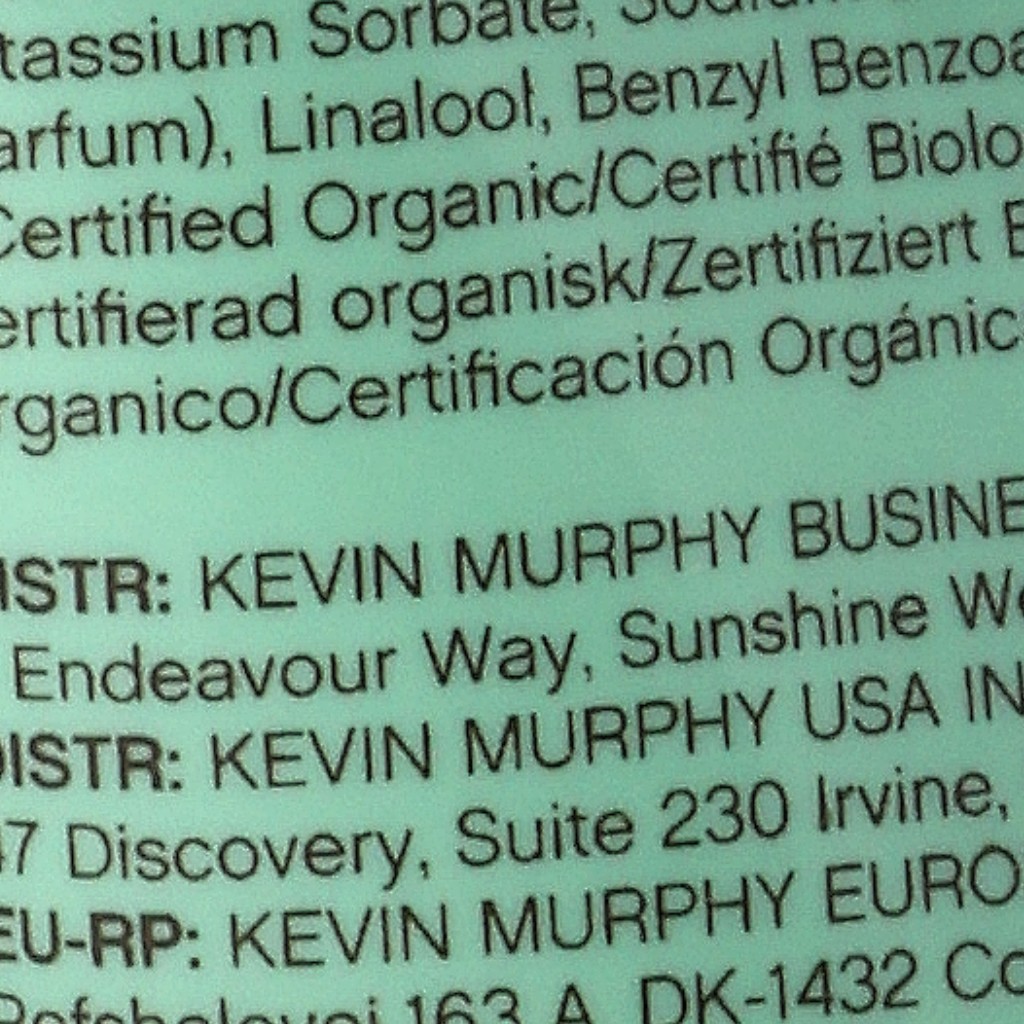 tassium Sorbate,
arfum), Linalool, Benzyl Benzoa
Certified Organic/Certifié Biolo
ertifierad organisk/Zertifiziert
rganico/Certificación Orgánic
ISTR: KEVIN MURPHY BUSINE
Endeavour Way, Sunshine We
DISTR: KEVIN MURPHY USA IN
47 Discovery, Suite 230 Irvine,
EU-RP: KEVIN MURPHY EURO
163 A, DK-1432 Co